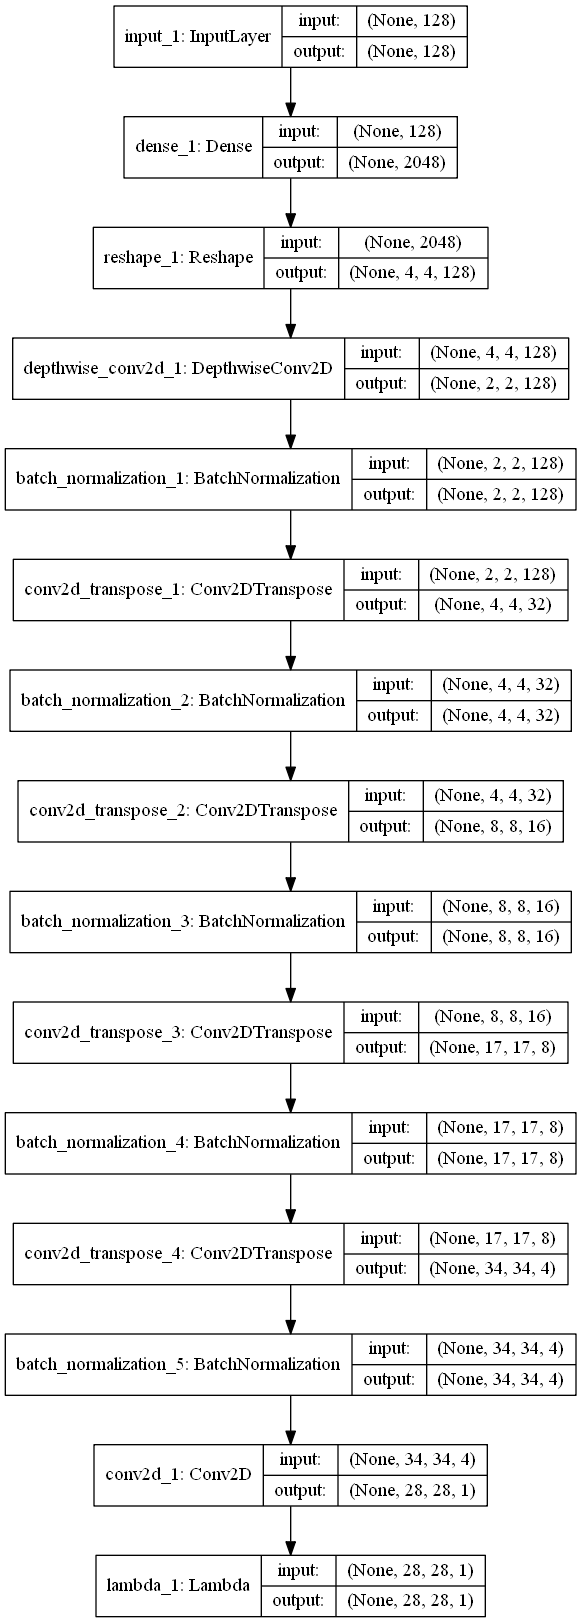 input_1: InputLayer
input: (None, 128)
output: (None, 128)
dense_1: Dense
input: (None, 128)
output: (None, 2048)
reshape_1: Reshape
input: (None, 2048)
output: (None, 4, 4, 128)
depthwise_conv2d_1: DepthwiseConv2D
input: (None, 4, 4, 128)
output: (None, 2, 2, 128)
batch_normalization_1: BatchNormalization
input: (None, 2, 2, 128)
output: (None, 2, 2, 128)
conv2d_transpose_1: Conv2DTranspose
input: (None, 2, 2, 128)
output: (None, 4, 4, 32)
batch_normalization_2: BatchNormalization
input: (None, 4, 4, 32)
output: (None, 4, 4, 32)
conv2d_transpose_2: Conv2DTranspose
input: (None, 4, 4, 32)
output: (None, 8, 8, 16)
batch_normalization_3: BatchNormalization
input: (None, 8, 8, 16)
output: (None, 8, 8, 16)
conv2d_transpose_3: Conv2DTranspose
input: (None, 8, 8, 16)
output: (None, 17, 17, 8)
batch_normalization_4: BatchNormalization
input: (None, 17, 17, 8)
output: (None, 17, 17, 8)
conv2d_transpose_4: Conv2DTranspose
input: (None, 17, 17, 8)
output: (None, 34, 34, 4)
batch_normalization_5: BatchNormalization
input: (None, 34, 34, 4)
output: (None, 34, 34, 4)
conv2d_1: Conv2D
input: (None, 34, 34, 4)
output: (None, 28, 28, 1)
lambda_1: Lambda
input: (None, 28, 28, 1)
output: (None, 28, 28, 1)